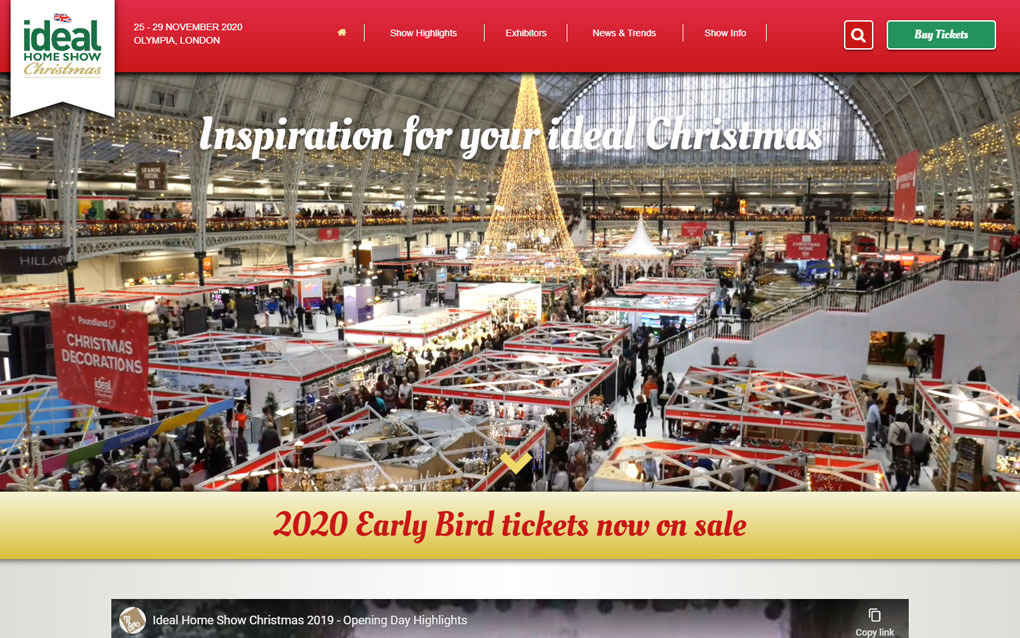 ideal
HOME SHOW
Christmas
25 - 29 NOVEMBER 2020
OLYMPIA, LONDON
Show Highlights
Exhibitors
News & Trends
Show Info
Buy Tickets
Inspiration for your ideal Christmas
HILLAR
Poundland
CHRISTMAS
DECORATIONS
ideal
CHRISTMAS
Poundland
2020 Early Bird tickets now on sale
Ideal Home Show Christmas 2019 - Opening Day Highlights
Copy link